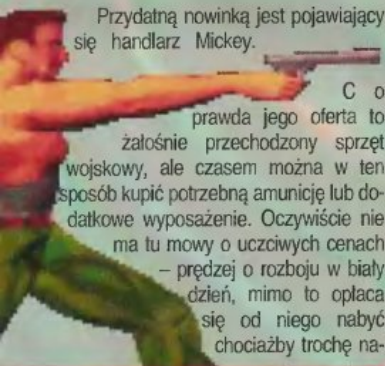 Przydatną nowinką jest pojawiający
się handlarz Mickey.
C o
prawda jego oferta to
żałośnie przechodzony sprzęt
wojskowy, ale czasem można w ten
sposób kupić potrzebną amunicję lub do-
datkowe wyposażenie. Oczywiście nie
ma tu mowy o uczciwych cenach
– prędzej o rozboju w biały
dzień, mimo to opłaca
się od niego nabyć
chociażby trochę na-